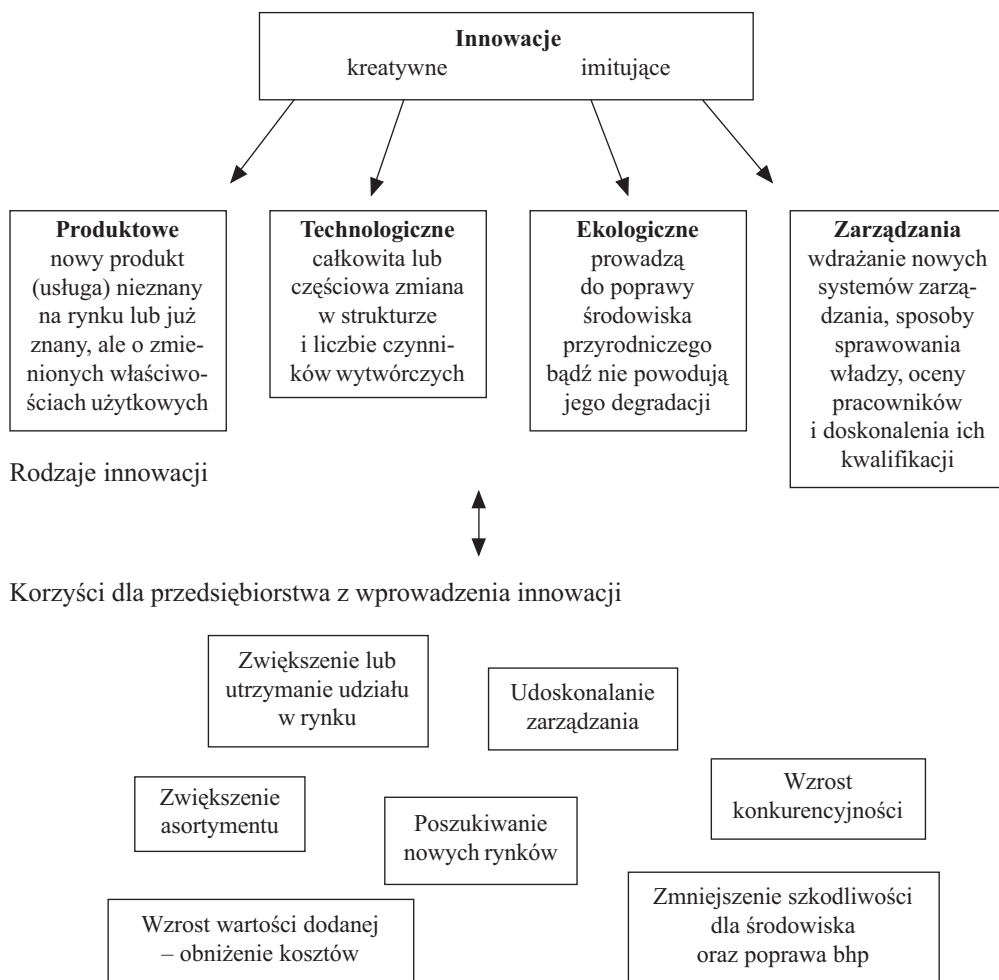 Innowacje
kreatywne imitujące
Produktowe
nowy produkt
(usługa) nieznany
na rynku lub już
znany, ale o zmie-
nionych właściwo-
ściach użytkowych
Technologiczne
całkowita lub
częściowa zmiana
w strukturze
i liczbie czynni-
ków wytwórczych
Ekologiczne
prowadzą
do poprawy
środowiska
przyrodniczego
bądź nie powodują
jego degradacji
Zarządzania
wdrażanie nowych
systemów zarzą-
dzania, sposoby
sprawowania
władzy, oceny
pracowników
i doskonalenia ich
kwalifikacji
Rodzaje innowacji
Korzyści dla przedsiębiorstwa z wprowadzenia innowacji
Zwiększenie lub
utrzymanie udziału
w rynku
Udoskonalanie
zarządzania
Zwiększenie
asortymentu
Poszukiwanie
nowych rynków
Wzrost
konkurencyjności
Wzrost wartości dodanej
– obniżenie kosztów
Zmniejszenie szkodliwości
dla środowiska
oraz poprawa bhp